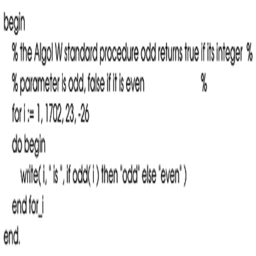 begin
% the Algol W standard procedure odd returns true if its integer %
% parameter is odd, false if it is even %
for i := 1, 1702, 23, -26
do begin
write( i, " is ", if odd( i ) then "odd" else "even" )
end for_i
end.